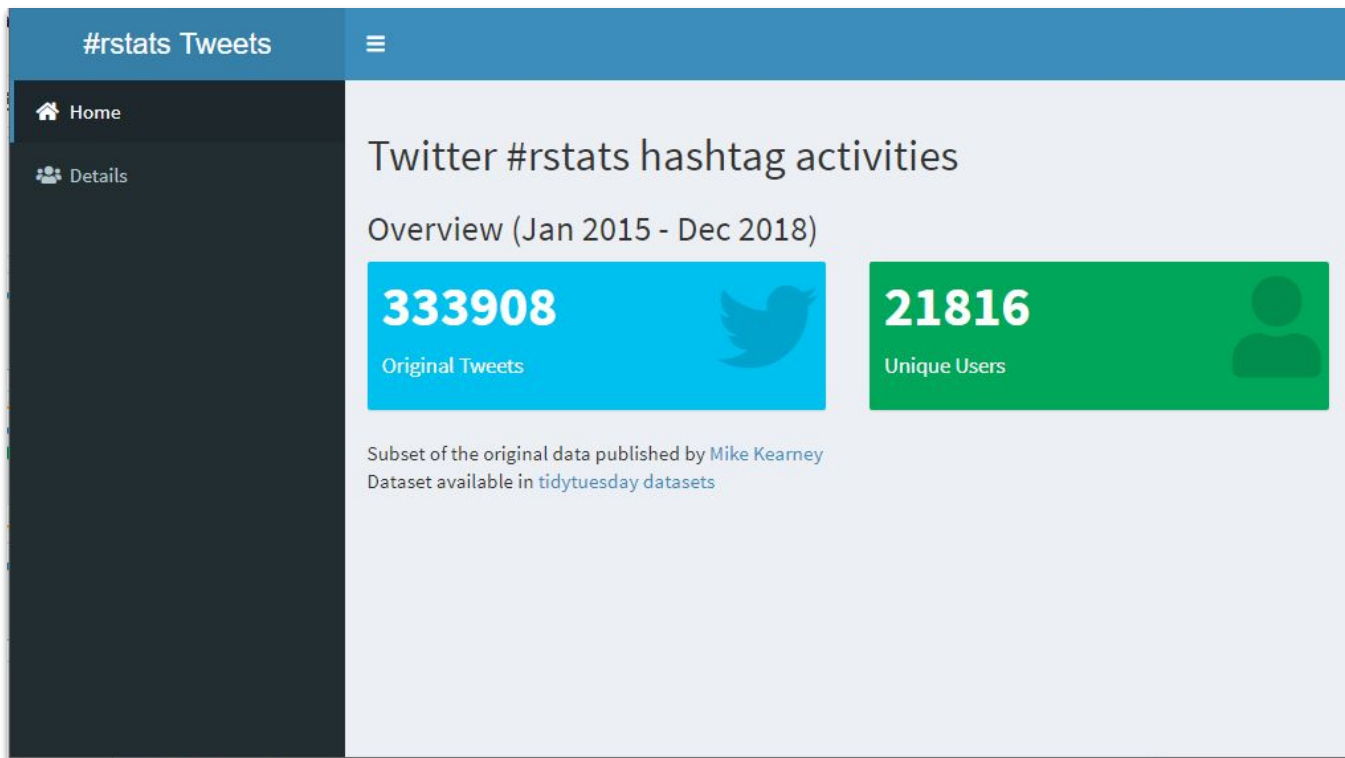 #rstats Tweets
Home
Details
Twitter #rstats hashtag activities
Overview (Jan 2015 - Dec 2018)
333908
Original Tweets
21816
Unique Users
Subset of the original data published by Mike Kearney
Dataset available in tidytuesday datasets